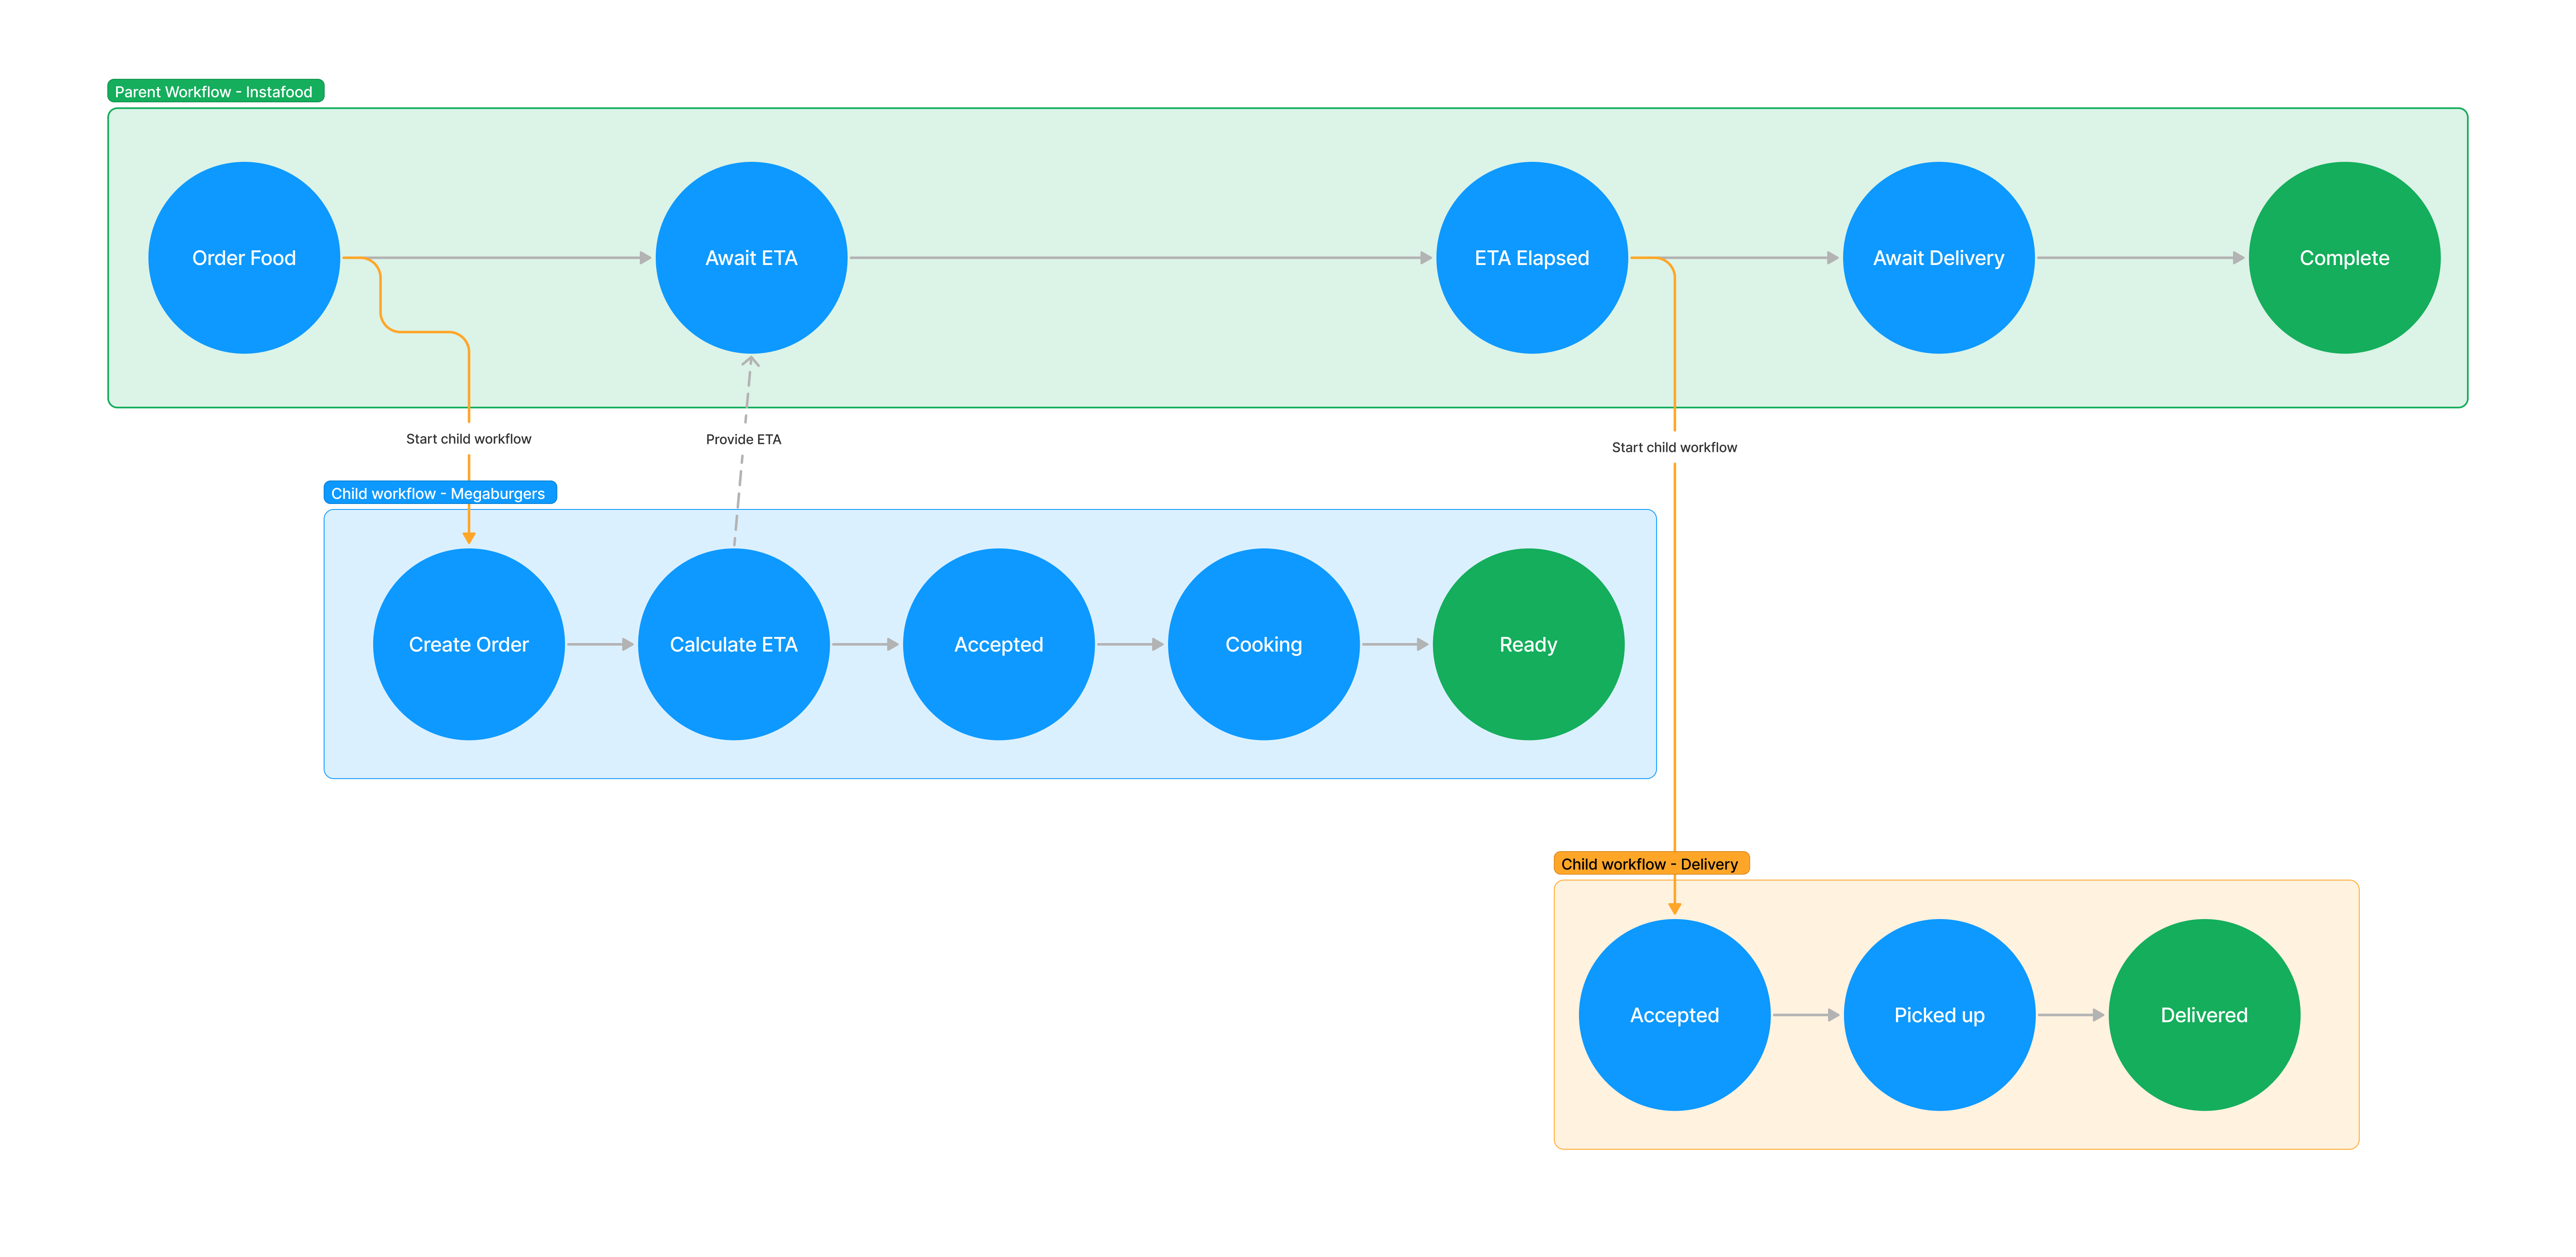 Parent Workflow - Instafood
Order Food
Await ETA
ETA Elapsed
Await Delivery
Complete
Start child workflow
Provide ETA
Start child workflow
Child workflow - Megaburgers
Create Order
Calculate ETA
Accepted
Cooking
Ready
Child workflow - Delivery
Accepted
Picked up
Delivered